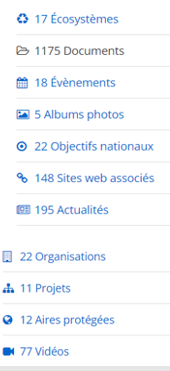 17 Écosystèmes
1175 Documents
18 Évènements
5 Albums photos
22 Objectifs nationaux
148 Sites web associés
195 Actualités
22 Organisations
11 Projets
12 Aires protégées
77 Vidéos